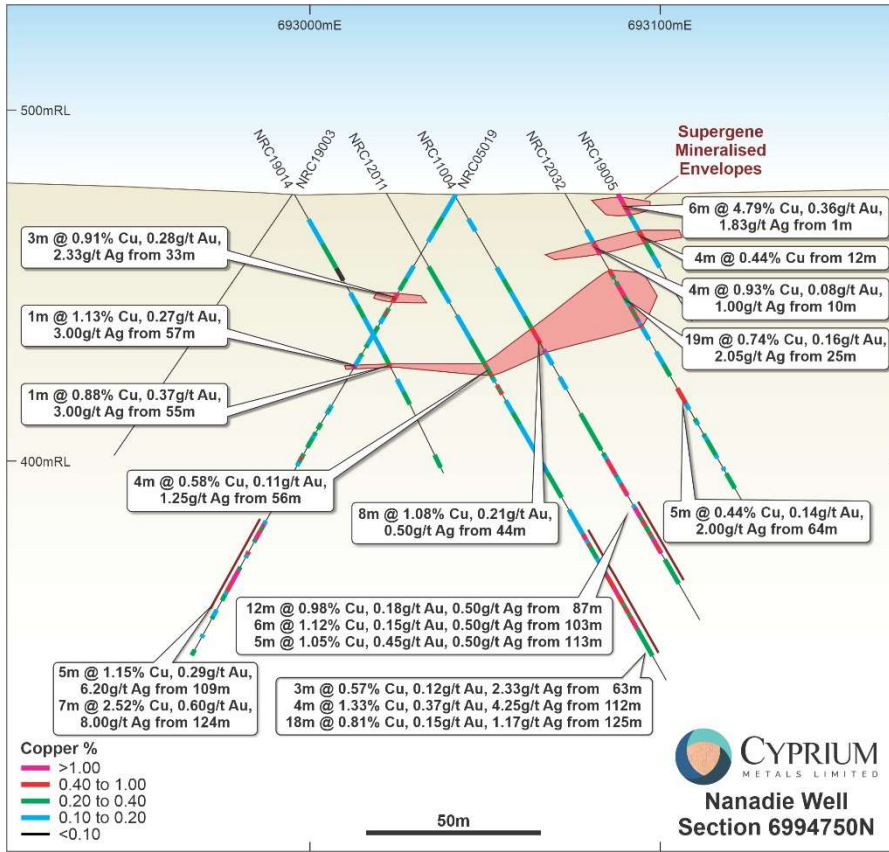 693000mE
693100mE
500mRL
NRC19014
NRC19003
NRC12011
NRC11004
NRC05019
NRC12032
NRC19005
Supergene
Mineralised
Envelopes
6m @ 4.79% Cu, 0.36g/t Au,
1.83g/t Ag from 1m
4m @ 0.44% Cu from 12m
4m @ 0.93% Cu, 0.08g/t Au,
1.00g/t Ag from 10m
19m @ 0.74% Cu, 0.16g/t Au,
2.05g/t Ag from 25m
3m @ 0.91% Cu, 0.28g/t Au,
2.33g/t Ag from 33m
1m @ 1.13% Cu, 0.27g/t Au,
3.00g/t Ag from 57m
1m @ 0.88% Cu, 0.37g/t Au,
3.00g/t Ag from 55m
400mRL
4m @ 0.58% Cu, 0.11g/t Au,
1.25g/t Ag from 56m
8m @ 1.08% Cu, 0.21g/t Au,
0.50g/t Ag from 44m
5m @ 0.44% Cu, 0.14g/t Au,
2.00g/t Ag from 64m
12m @ 0.98% Cu, 0.18g/t Au, 0.50g/t Ag from 87m
6m @ 1.12% Cu, 0.15g/t Au, 0.50g/t Ag from 103m
5m @ 1.05% Cu, 0.45g/t Au, 0.50g/t Ag from 113m
5m @ 1.15% Cu, 0.29g/t Au,
6.20g/t Ag from 109m
7m @ 2.52% Cu, 0.60g/t Au,
8.00g/t Ag from 124m
3m @ 0.57% Cu, 0.12g/t Au, 2.33g/t Ag from 63m
4m @ 1.33% Cu, 0.37g/t Au, 4.25g/t Ag from 112m
18m @ 0.81% Cu, 0.15g/t Au, 1.17g/t Ag from 125m
Copper %
>1.00
0.40 to 1.00
0.20 to 0.40
0.10 to 0.20
<0.10
50m
CYPRIUM
METALS LIMITED
Nanadie Well
Section 6994750N